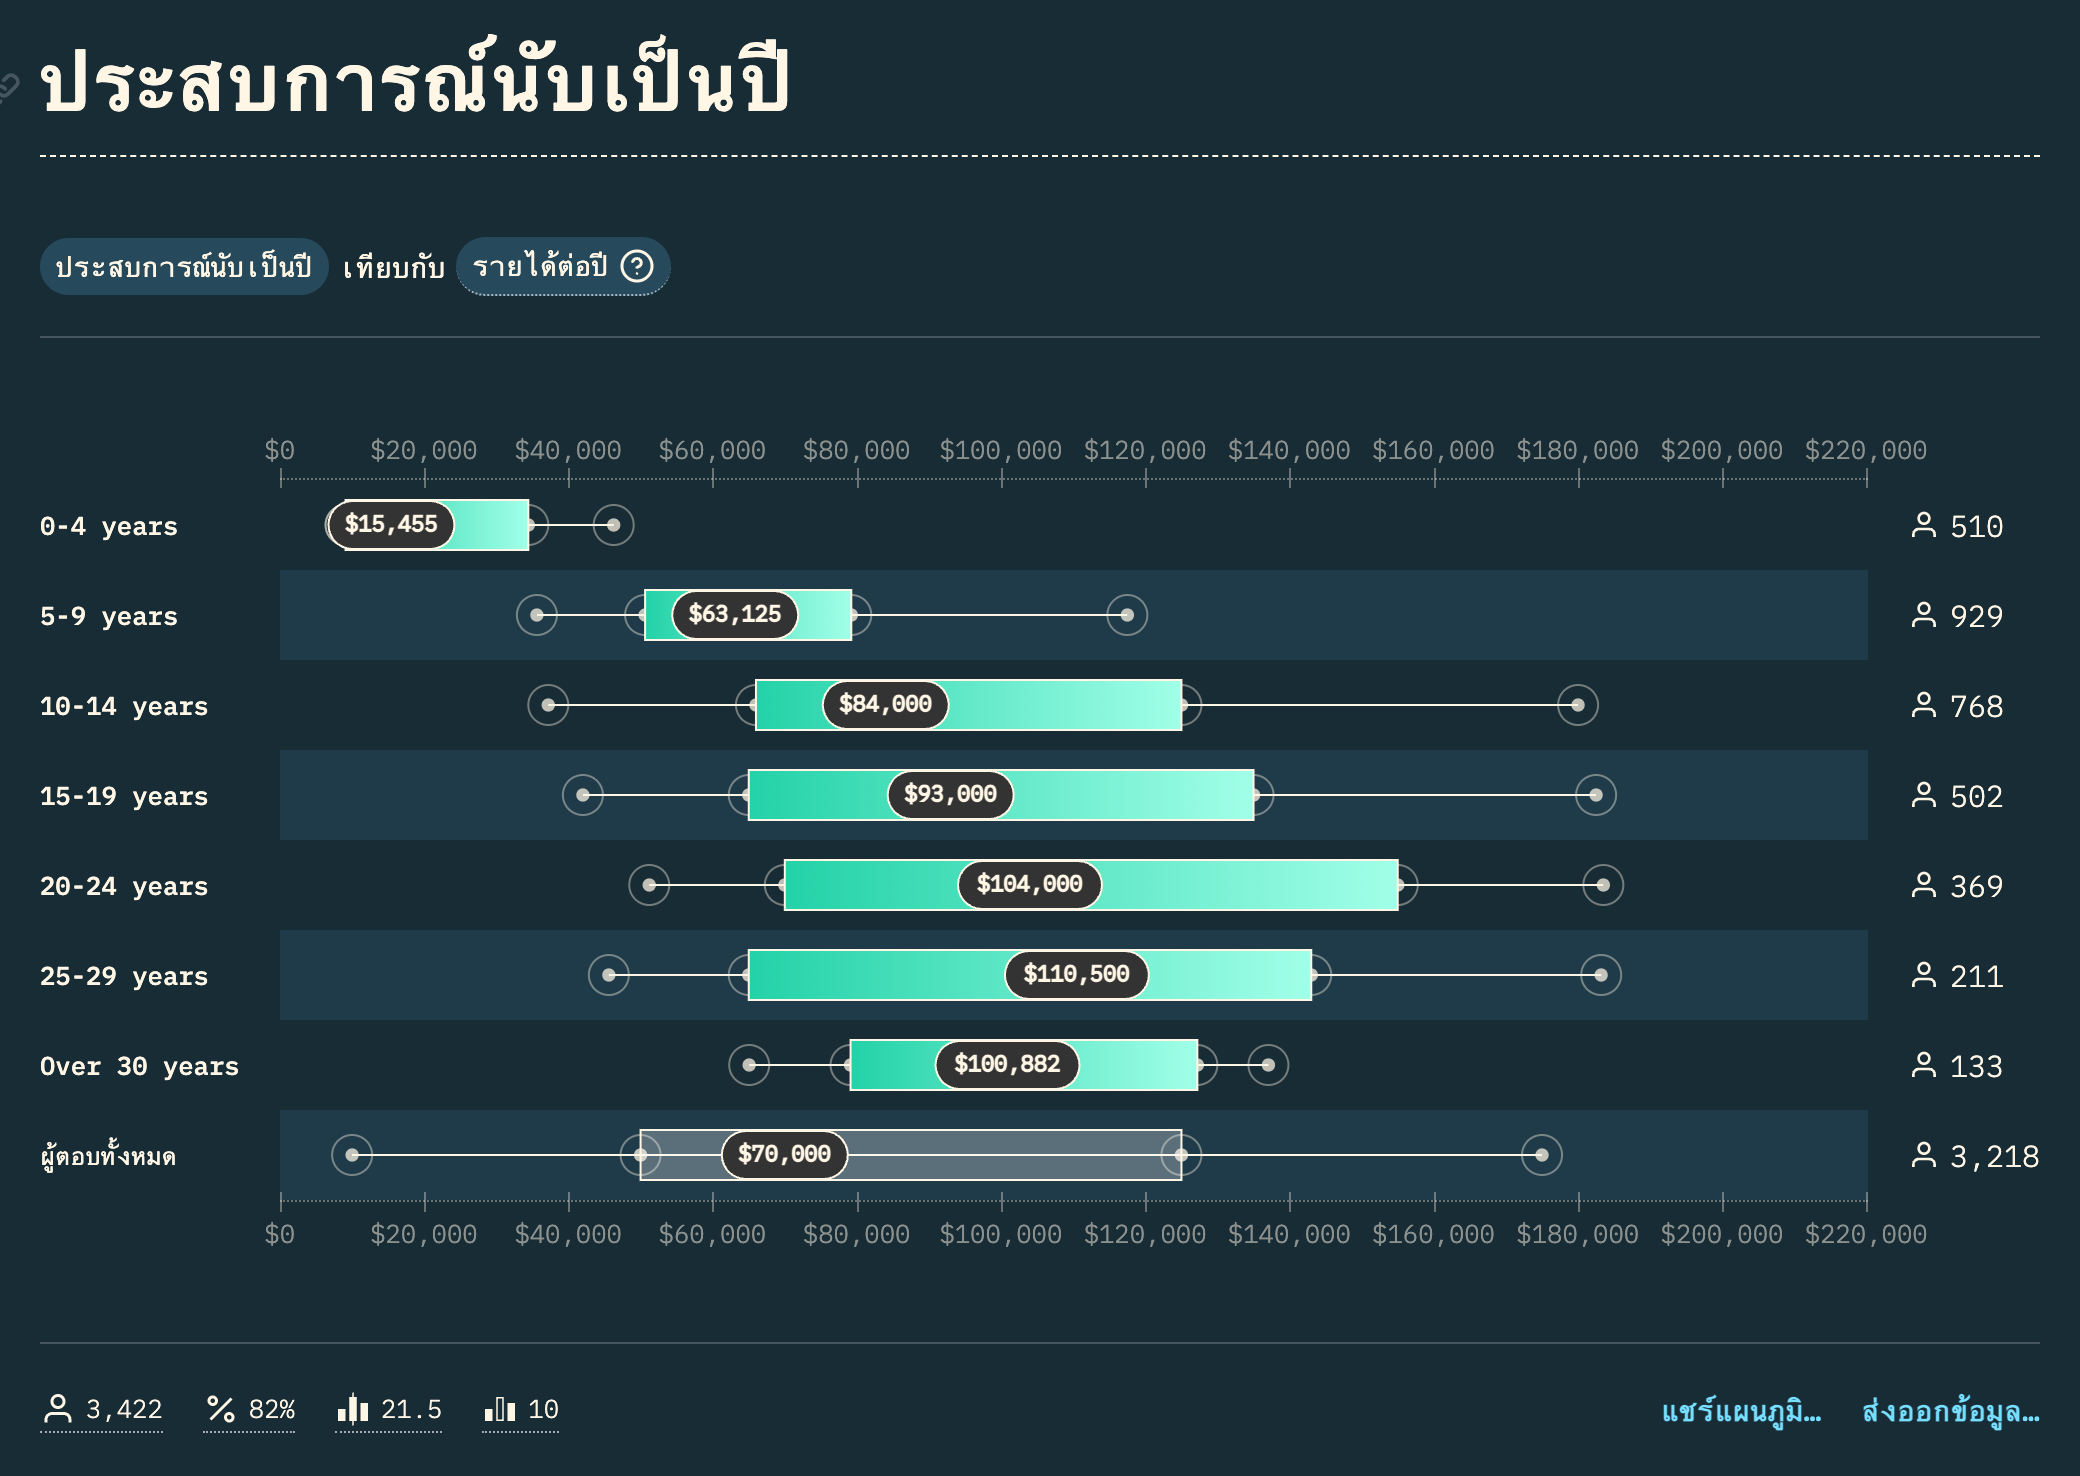 ประสบการณ์นับเป็นปี
ประสบการณ์นับเป็นปี เทียบกับ รายได้ต่อปี ?
$0 $20,000 $40,000 $60,000 $80,000 $100,000 $120,000 $140,000 $160,000 $180,000 $200,000 $220,000
0-4 years $15,455 510
5-9 years $63,125 929
10-14 years $84,000 768
15-19 years $93,000 502
20-24 years $104,000 369
25-29 years $110,500 211
Over 30 years $100,882 133
ผู้ตอบทั้งหมด $70,000 3,218
$0 $20,000 $40,000 $60,000 $80,000 $100,000 $120,000 $140,000 $160,000 $180,000 $200,000 $220,000
3,422 % 82% 21.5 10 แชร์แผนภูมิ… ส่งออกข้อมูล…